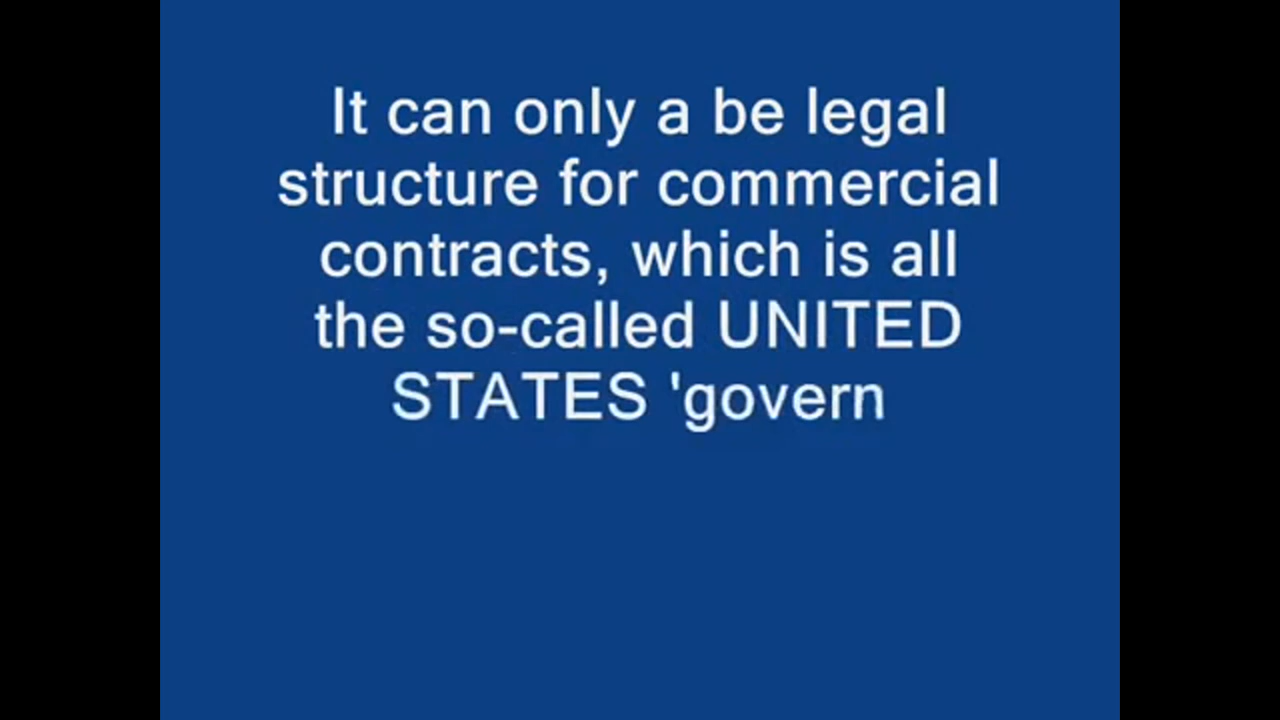 It can only a be legal
structure for commercial
contracts, which is all
the so-called UNITED
STATES 'govern